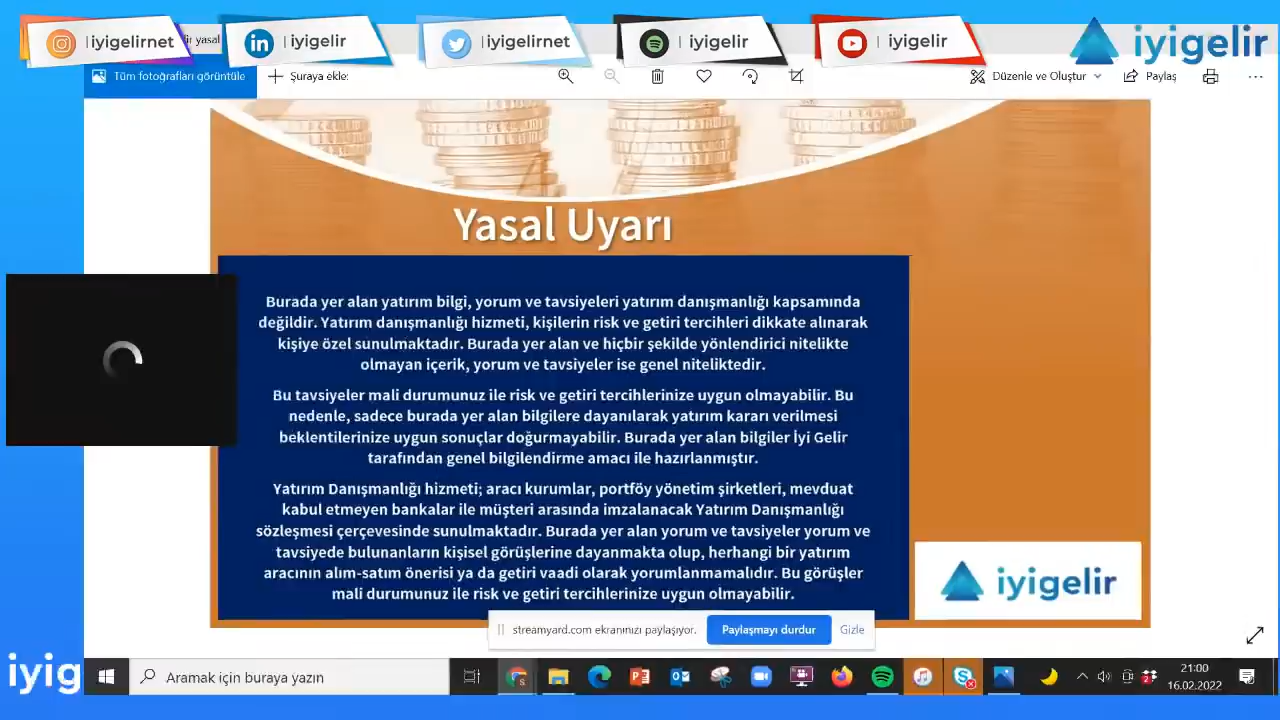 iyigelirnet
iyigelir
iyigelirnet
iyigelir
iyigelir
iyigelir
yasal
Tüm fotoğrafları görüntüle
Şuraya ekle:
Düzenle ve Oluştur
Paylaş
Yasal Uyarı
Burada yer alan yatırım bilgi, yorum ve tavsiyeleri yatırım danışmanlığı kapsamında
değildir. Yatırım danışmanlığı hizmeti, kişilerin risk ve getiri tercihleri dikkate alınarak
kişiye özel sunulmaktadır. Burada yer alan ve hiçbir şekilde yönlendirici nitelikte
olmayan içerik, yorum ve tavsiyeler ise genel niteliktedir.
Bu tavsiyeler mali durumunuz ile risk ve getiri tercihlerinize uygun olmayabilir. Bu
nedenle, sadece burada yer alan bilgilere dayanılarak yatırım kararı verilmesi
beklentilerinize uygun sonuçlar doğurmayabilir. Burada yer alan bilgiler İyi Gelir
tarafından genel bilgilendirme amacı ile hazırlanmıştır.
Yatırım Danışmanlığı hizmeti; aracı kurumlar, portföy yönetim şirketleri, mevduat
kabul etmeyen bankalar ile müşteri arasında imzalanacak Yatırım Danışmanlığı
sözleşmesi çerçevesinde sunulmaktadır. Burada yer alan yorum ve tavsiyeler yorum ve
tavsiyede bulunanların kişisel görüşlerine dayanmakta olup, herhangi bir yatırım
aracının alım-satım önerisi ya da getiri vaadi olarak yorumlanmamalıdır. Bu görüşler
mali durumunuz ile risk ve getiri tercihlerinize uygun olmayabilir.
iyigelir
streamyard.com ekranınızı paylaşıyor.
Paylaşmayı durdur
Gizle
iyig
Aramak için buraya yazın
21:00
16.02.2022